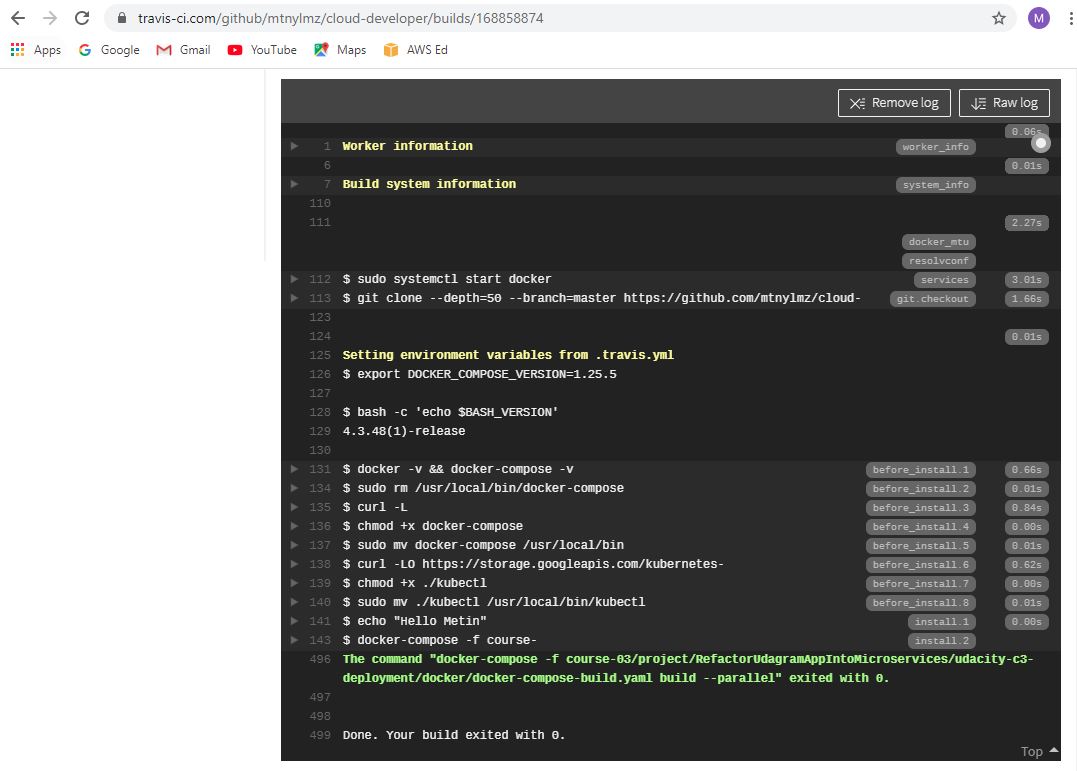 travis-ci.com/github/mtnylmz/cloud-developer/builds/168858874
M
Apps Google Gmail YouTube Maps AWS Ed
Remove log Raw log
0.06s
1 Worker information worker_info
6 0.01s
7 Build system information system_info
110
111 2.27s
docker_mtu
resolvconf
112 $ sudo systemctl start docker services 3.01s
113 $ git clone --depth=50 --branch=master https://github.com/mtnylmz/cloud- git.checkout 1.66s
123
124 0.01s
125 Setting environment variables from .travis.yml
126 $ export DOCKER_COMPOSE_VERSION=1.25.5
127
128 $ bash -c 'echo $BASH_VERSION'
129 4.3.48(1)-release
130
131 $ docker -v && docker-compose -v before_install.1 0.66s
134 $ sudo rm /usr/local/bin/docker-compose before_install.2 0.01s
135 $ curl -L before_install.3 0.84s
136 $ chmod +x docker-compose before_install.4 0.00s
137 $ sudo mv docker-compose /usr/local/bin before_install.5 0.01s
138 $ curl -LO https://storage.googleapis.com/kubernetes- before_install.6 0.62s
139 $ chmod +x ./kubectl before_install.7 0.00s
140 $ sudo mv ./kubectl /usr/local/bin/kubectl before_install.8 0.01s
141 $ echo "Hello Metin" install.1 0.00s
143 $ docker-compose -f course- install.2
496 The command "docker-compose -f course-03/project/RefactorUdagramAppIntoMicroservices/udacity-c3-
deployment/docker/docker-compose-build.yaml build --parallel" exited with 0.
497
498
499 Done. Your build exited with 0.
Top